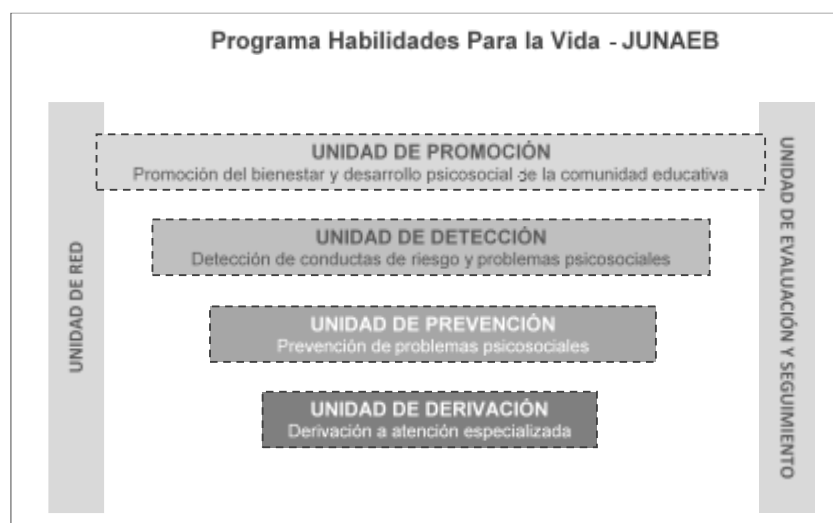 Programa Habilidades Para la Vida - JUNAEB
UNIDAD DE RED
UNIDAD DE PROMOCIÓN
Promoción del bienestar y desarrollo psicosocial de la comunidad educativa
UNIDAD DE DETECCIÓN
Detección de conductas de riesgo y problemas psicosociales
UNIDAD DE PREVENCIÓN
Prevención de problemas psicosociales
UNIDAD DE DERIVACIÓN
Derivación a atención especializada
UNIDAD DE EVALUACIÓN Y SEGUIMIENTO